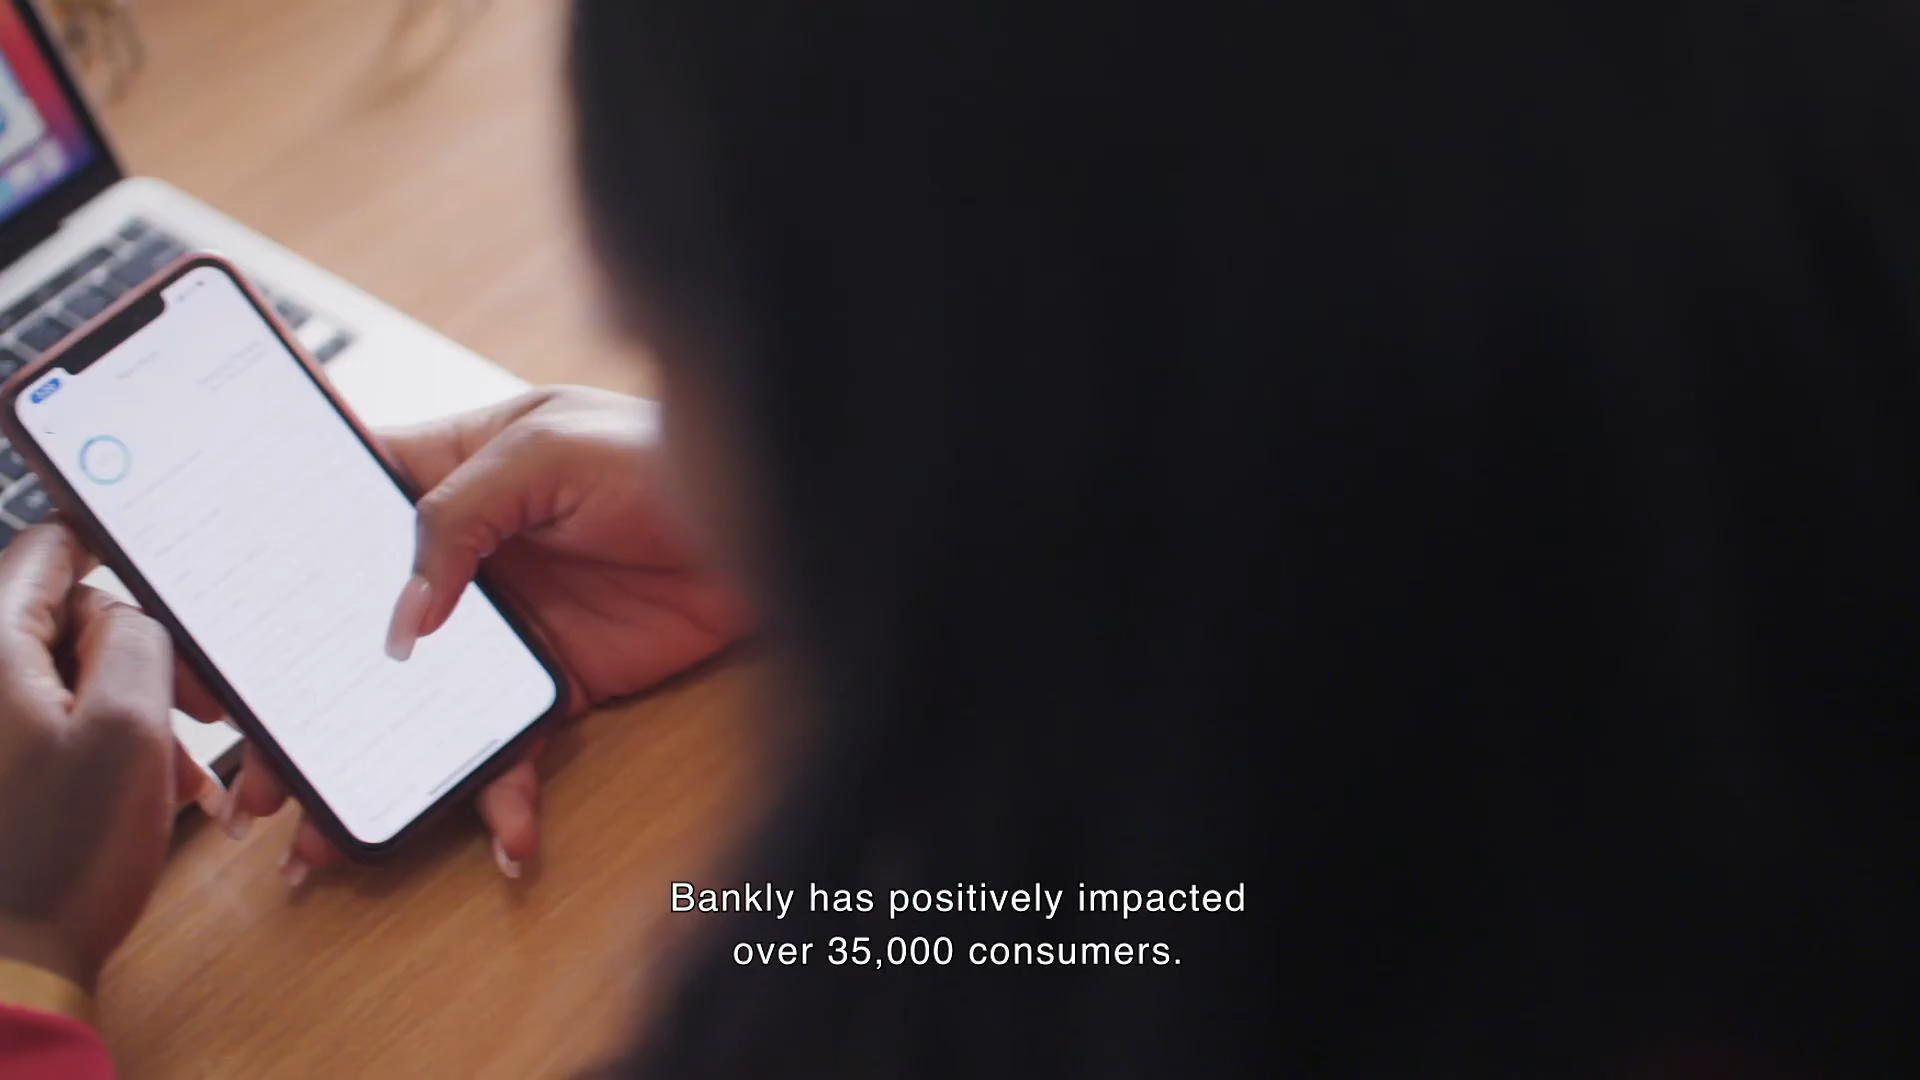 Bankly has positively impacted
over 35,000 consumers.